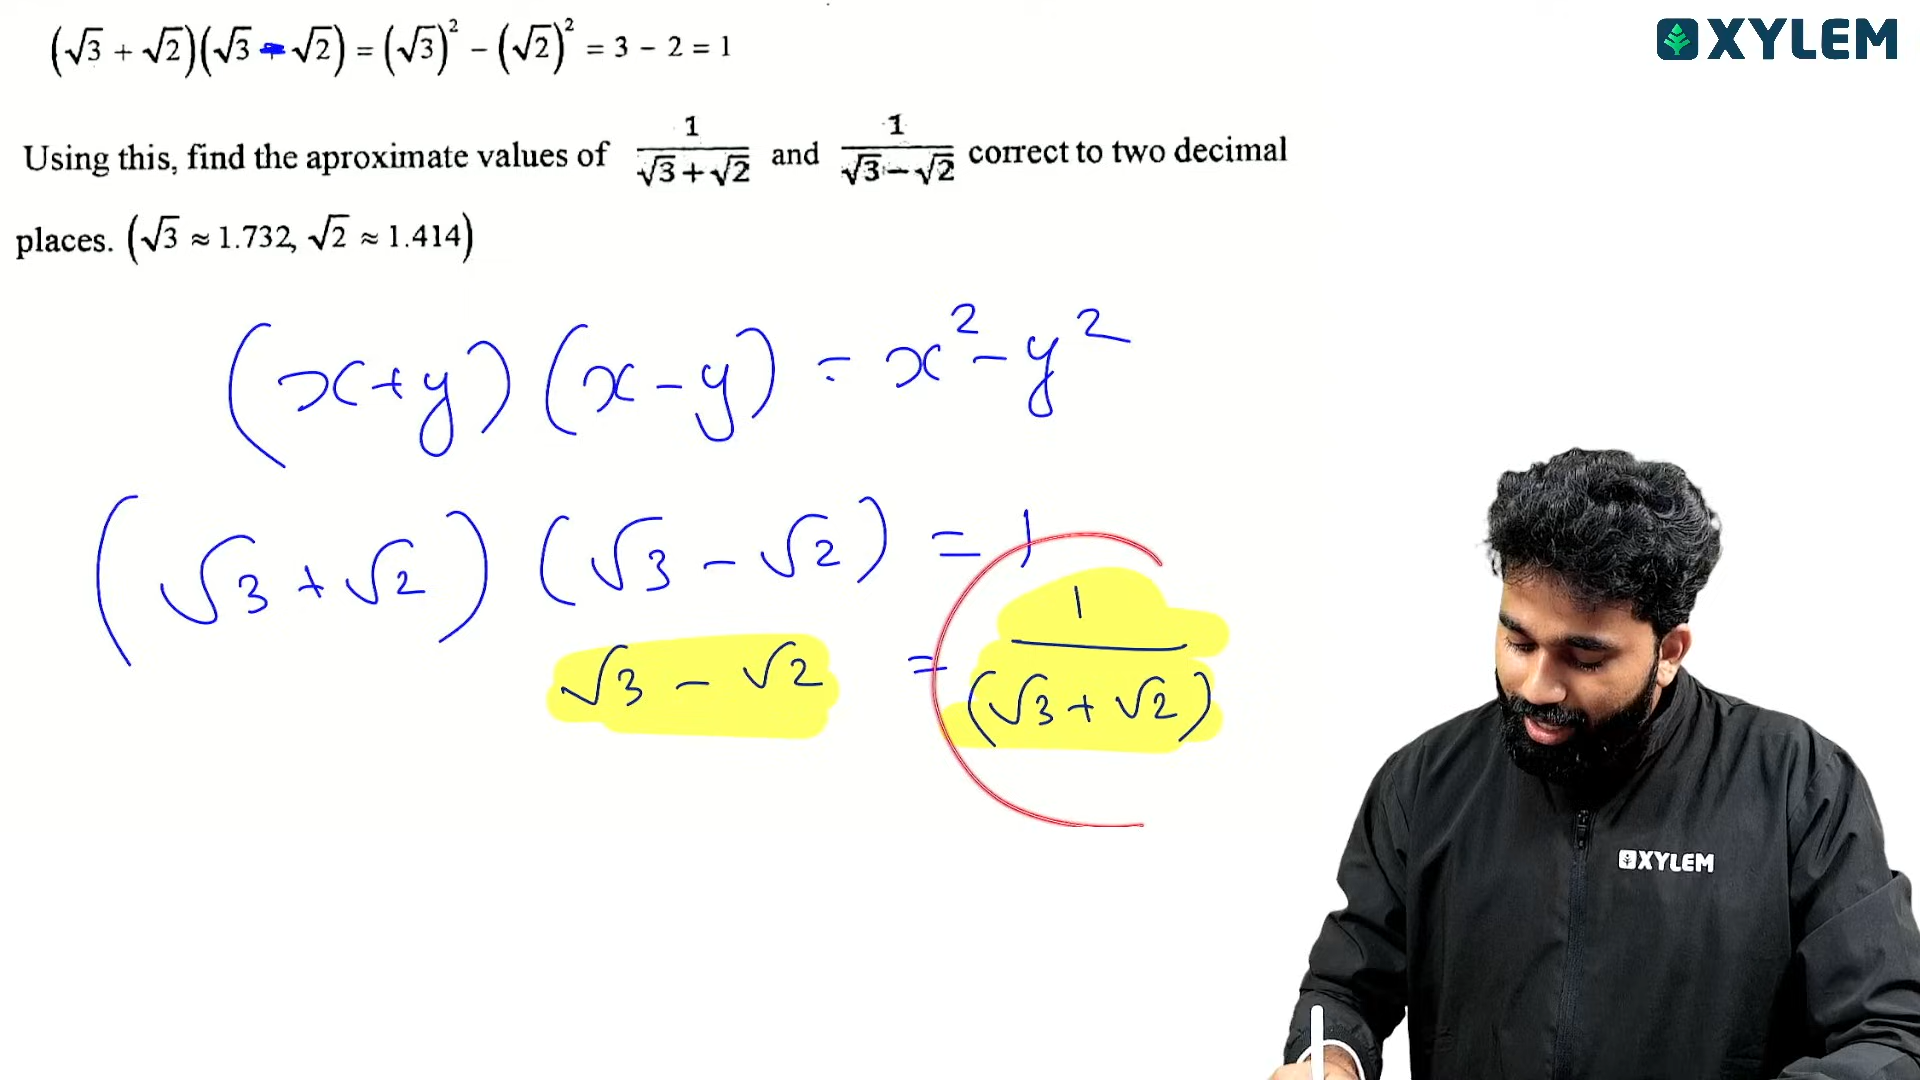 (√3 + √2)(√3 - √2) = (√3)² − (√2)² = 3 − 2 = 1
XYLEM
Using this, find the aproximate values of 1/(√3+√2) and 1/(√3−√2) correct to two decimal
places. (√3 ≈ 1.732, √2 ≈ 1.414)
(x+y) (x-y) = x² - y²
(√3 + √2) (√3 - √2) = 1
√3 - √2 = 1/(√3 + √2)
XYLEM